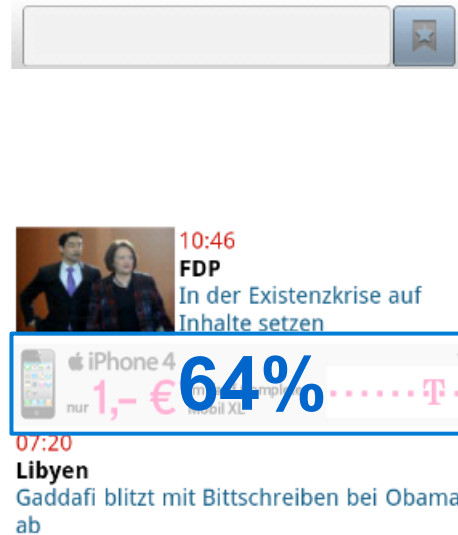 10:46
FDP
In der Existenzkrise auf
Inhalte setzen
iPhone 4
nur 1,– €
64%
Mobil XL
T
07:20
Libyen
Gaddafi blitzt mit Bittschreiben bei Obama
ab